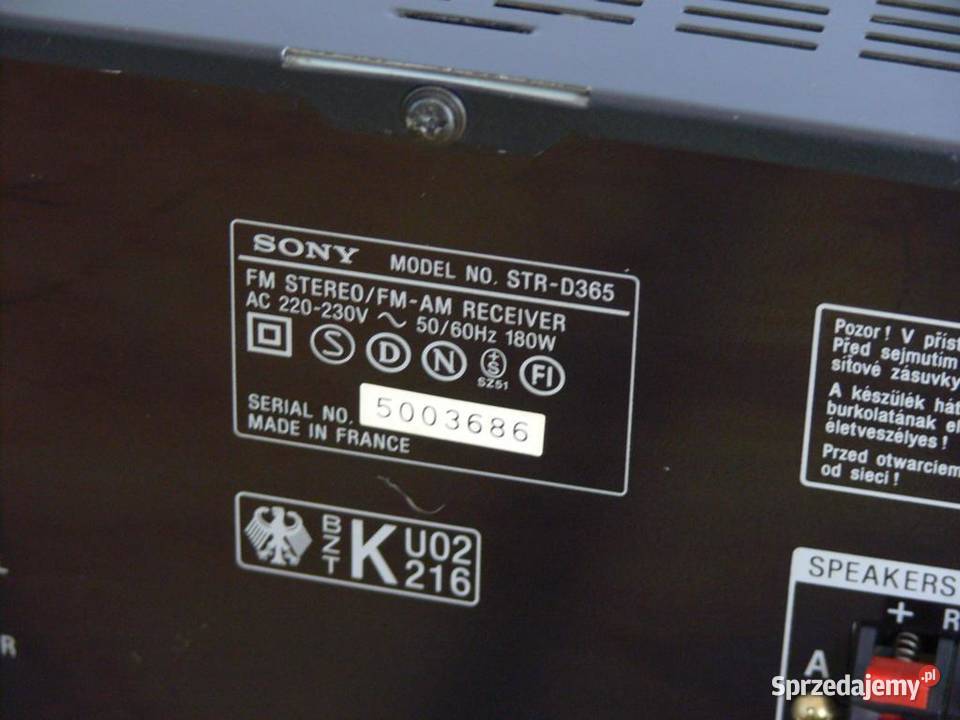 SONY MODEL NO. STR-D365
FM STEREO/FM-AM RECEIVER
AC 220-230V ~ 50/60Hz 180W
S D N +S FI
SZ51
SERIAL NO. 5003686
MADE IN FRANCE
BZT K U02
216
Pozor! V příst
Před sejmutím
síťové zásuvky
A készülék hát
burkolatának el
életveszélyes!
Przed otwarciem
od sieci!
SPEAKERS
+ R
A
R
Sprzedajemy.pl